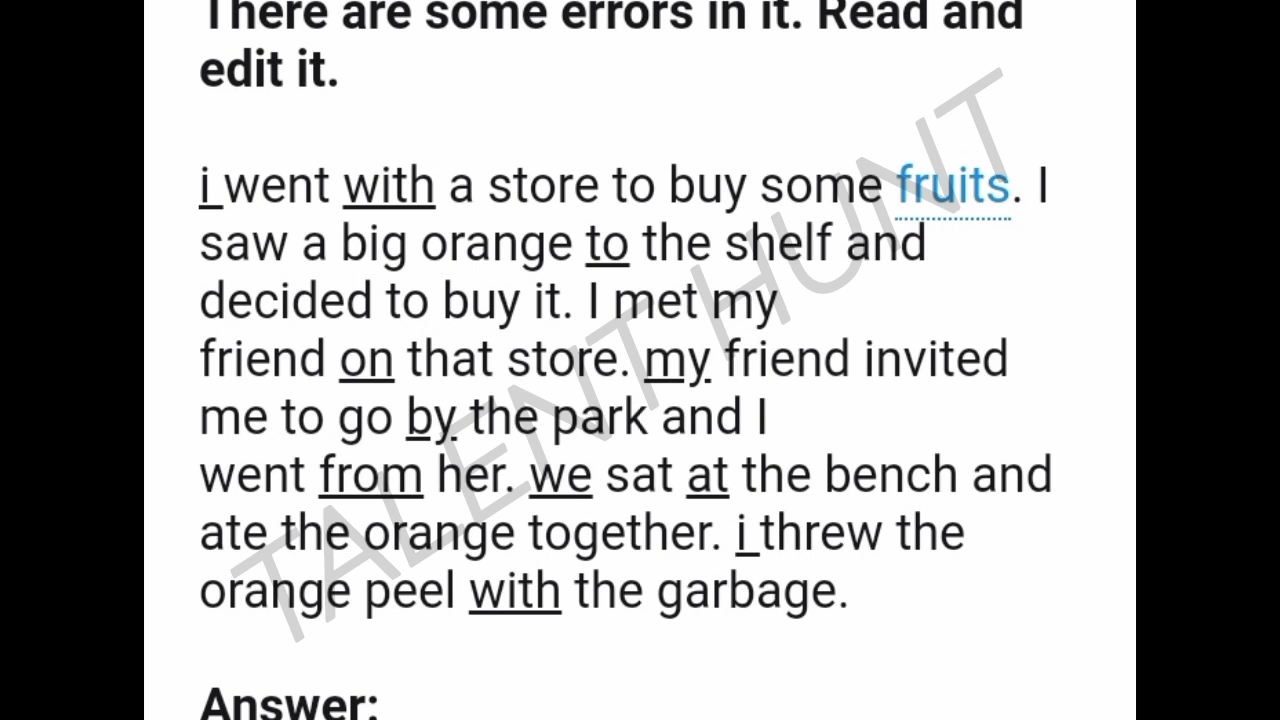 There are some errors in it. Read and
edit it.
i went with a store to buy some fruits. I
saw a big orange to the shelf and
decided to buy it. I met my
friend on that store. my friend invited
me to go by the park and I
went from her. we sat at the bench and
ate the orange together. i threw the
orange peel with the garbage.
Answer:
TALENT HUNT